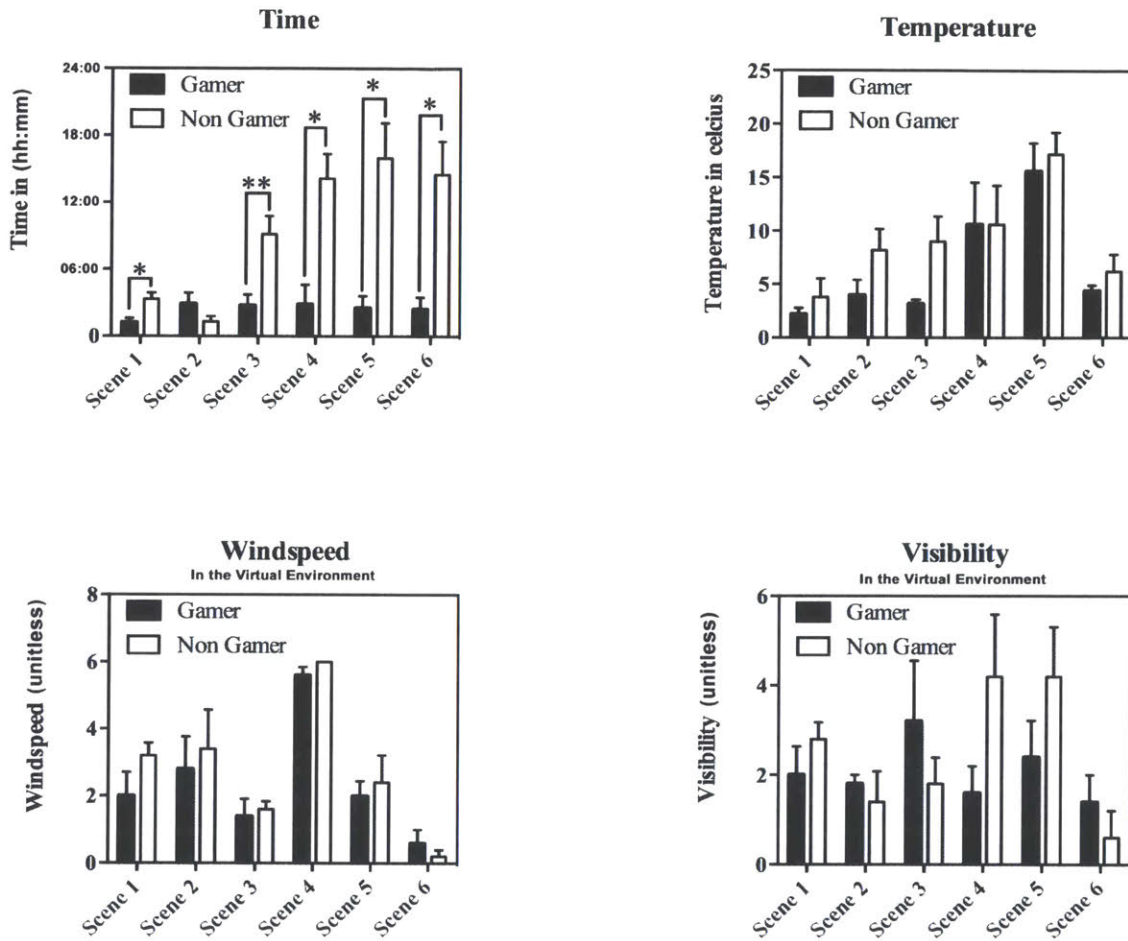 Time
24:00
18:00
12:00
06:00
0
Time in (hh:mm)
Gamer
Non Gamer
*
**
*
*
*
Scene 1
Scene 2
Scene 3
Scene 4
Scene 5
Scene 6
Temperature
25
20
15
10
5
0
Temperature in celcius
Gamer
Non Gamer
Scene 1
Scene 2
Scene 3
Scene 4
Scene 5
Scene 6
Windspeed
In the Virtual Environment
8
6
4
2
0
Windspeed (unitless)
Gamer
Non Gamer
Scene 1
Scene 2
Scene 3
Scene 4
Scene 5
Scene 6
Visibility
In the Virtual Environment
6
4
2
0
Visibility (unitless)
Gamer
Non Gamer
Scene 1
Scene 2
Scene 3
Scene 4
Scene 5
Scene 6